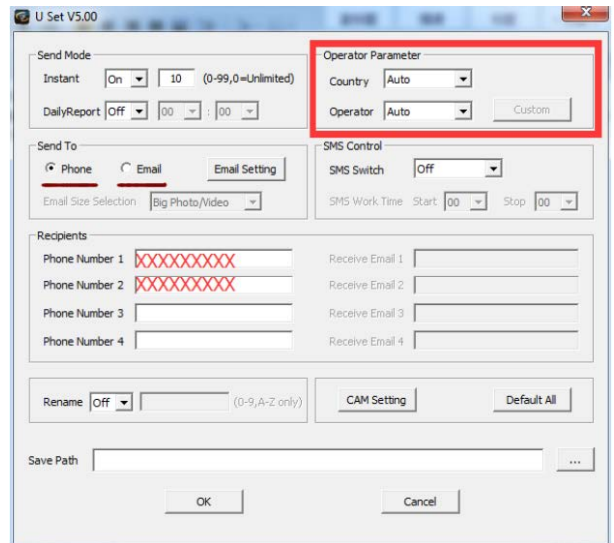 U Set V5.00
Send Mode
Instant On 10 (0-99,0=Unlimited)
DailyReport Off 00 : 00
Operator Parameter
Country Auto
Operator Auto Custom
Send To
Phone Email Email Setting
Email Size Selection Big Photo/Video
SMS Control
SMS Switch Off
SMS Work Time Start 00 Stop 00
Recipients
Phone Number 1 XXXXXXXXX
Phone Number 2 XXXXXXXXX
Phone Number 3
Phone Number 4
Receive Email 1
Receive Email 2
Receive Email 3
Receive Email 4
Rename Off (0-9,A-Z only)
CAM Setting Default All
Save Path ...
OK Cancel